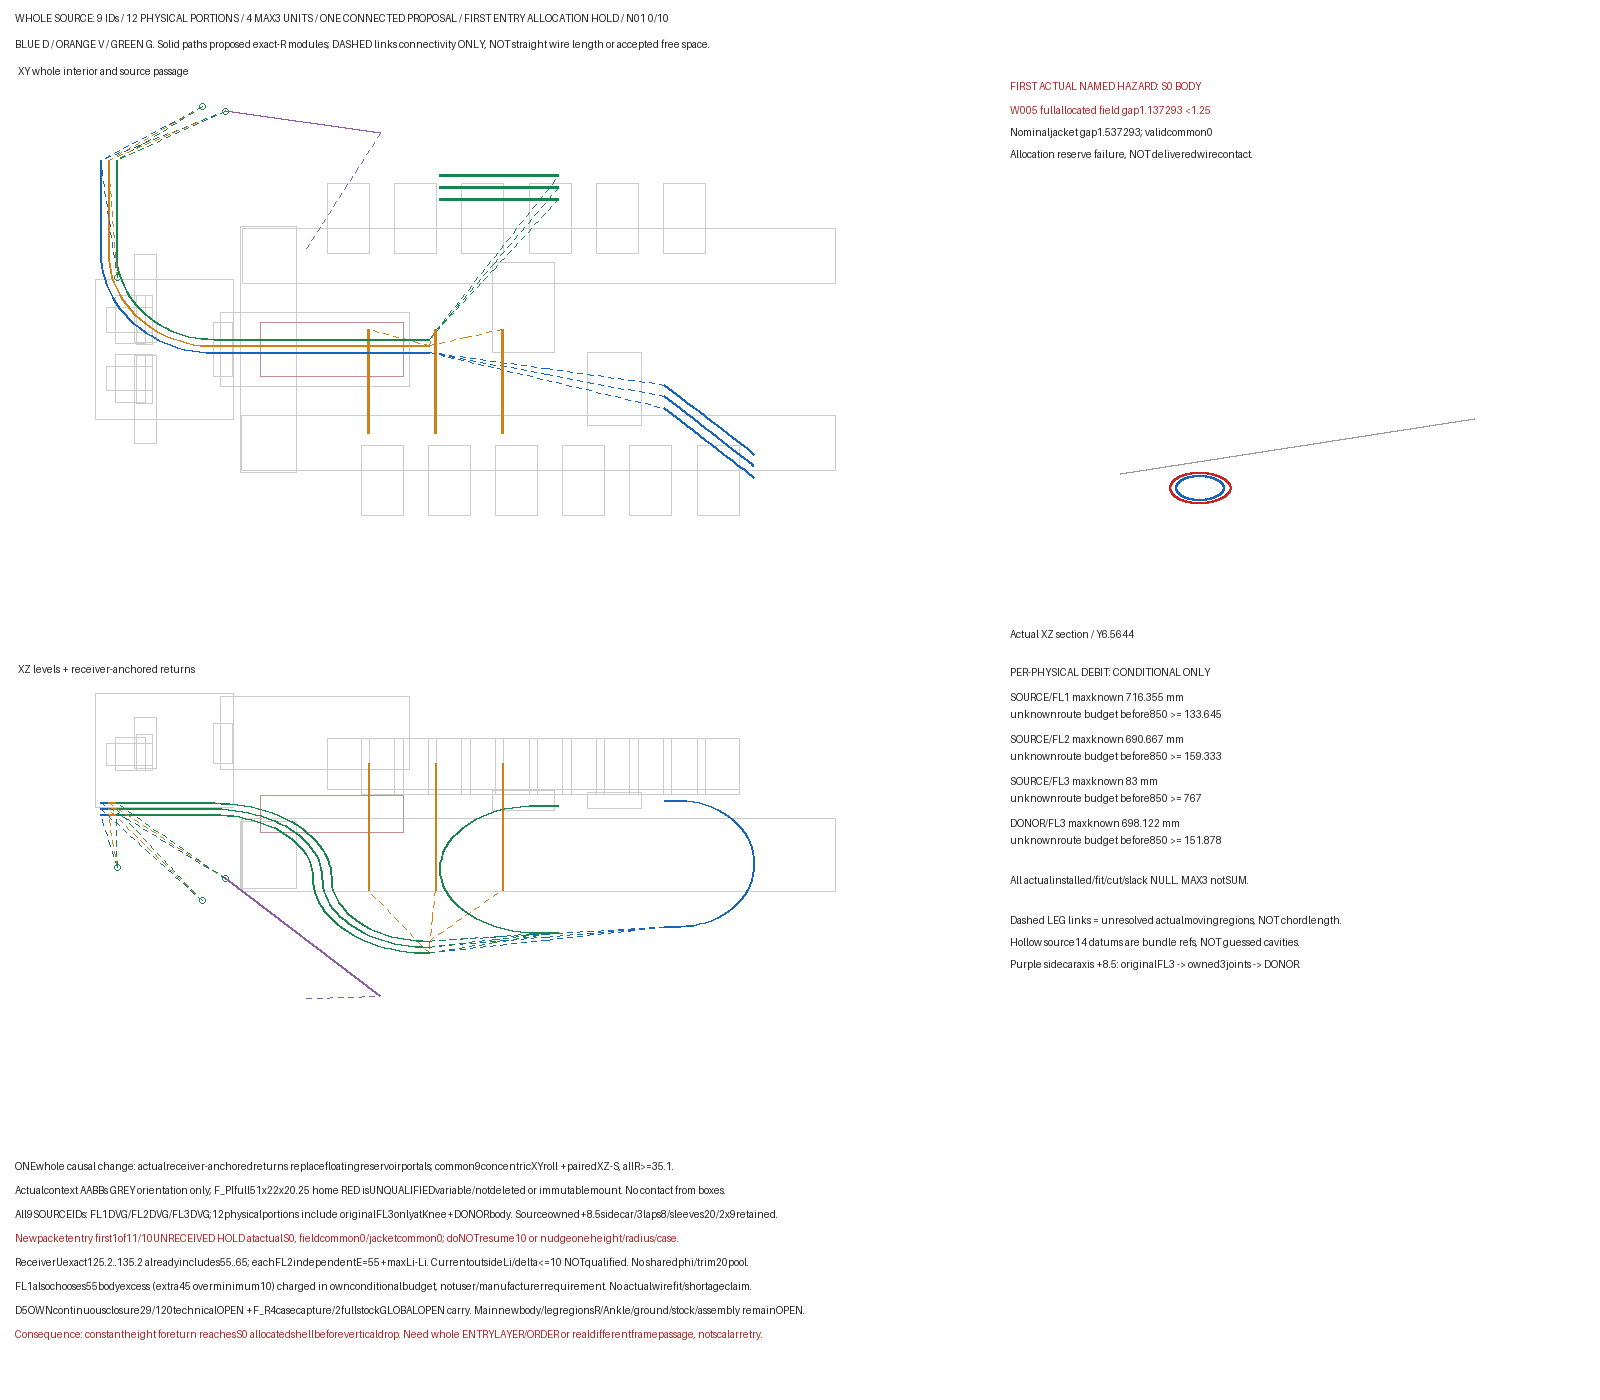 WHOLE SOURCE: 9 IDs / 12 PHYSICAL PORTIONS / 4 MAX3 UNITS / ONE CONNECTED PROPOSAL / FIRST ENTRY ALLOCATION HOLD / N01 0/10
BLUE D / ORANGE V / GREEN G. Solid paths proposed exact-R modules; DASHED links connectivity ONLY, NOT straight wire length or accepted free space.
XY whole interior and source passage
FIRST ACTUAL NAMED HAZARD: S0 BODY
W005 fullallocated field gap1.137293 <1.25
Nominaljacket gap1.537293; validcommon0
Allocation reserve failure, NOT deliveredwirecontact.
Actual XZ section / Y6.5644
XZ levels + receiver-anchored returns
PER-PHYSICAL DEBIT: CONDITIONAL ONLY
SOURCE/FL1 maxknown 716.355 mm
unknownroute budget before850 >= 133.645
SOURCE/FL2 maxknown 690.667 mm
unknownroute budget before850 >= 159.333
SOURCE/FL3 maxknown 83 mm
unknownroute budget before850 >= 767
DONOR/FL3 maxknown 698.122 mm
unknownroute budget before850 >= 151.878
All actualinstalled/fit/cut/slack NULL. MAX3 notSUM.
Dashed LEG links = unresolved actualmovingregions, NOT chordlength.
Hollow source14 datums are bundle refs, NOT guessed cavities.
Purple sidecaraxis +8.5: originalFL3 -> owned3joints -> DONOR.
ONEwhole causal change: actualreceiver-anchoredreturns replacefloatingreservoirportals; common9concentricXYroll +pairedXZ-S, allR>=35.1.
Actualcontext AABBs GREY orientation only; F_PIfull51x22x20.25 home RED isUNQUALIFIEDvariable/notdeleted or immutablemount. No contact from boxes.
All9SOURCEIDs: FL1DVG/FL2DVG/FL3DVG;12physicalportions include originalFL3onlyatKnee+DONORbody. Sourceowned+8.5sidecar/3laps8/sleeves20/2x9retained.
Newpacketentry first1of11/10UNRECEIVED HOLD atactualS0, fieldcommon0/jacketcommon0; doNOTresume10 or nudgeoneheight/radius/case.
ReceiverUexact125.2..135.2 alreadyincludes55..65; eachFL2independentE=55+maxLi-Li. CurrentoutsideLi/delta<=10 NOTqualified. No sharedphi/trim20pool.
FL1alsochooses55bodyexcess (extra45 overminimum10) charged in ownconditionalbudget, notuser/manufacturerrequirement. No actualwirefit/shortageclaim.
D5OWNcontinuousclosure29/120technicalOPEN +F_R4casecapture/2fullstockGLOBALOPEN carry. Mainnewbody/legregionsR/Ankle/ground/stock/assembly remainOPEN.
Consequence: constantheight foreturn reachesS0 allocatedshellbeforeverticaldrop. Need whole ENTRYLAYER/ORDER or realdifferentframepassage, notscalarretry.